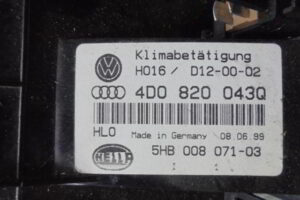 Klimabetätigung
H016 / D12-00-02
4D0 820 043Q
HLO Made in Germany 08.06.99
HELLA 5HB 008 071-03